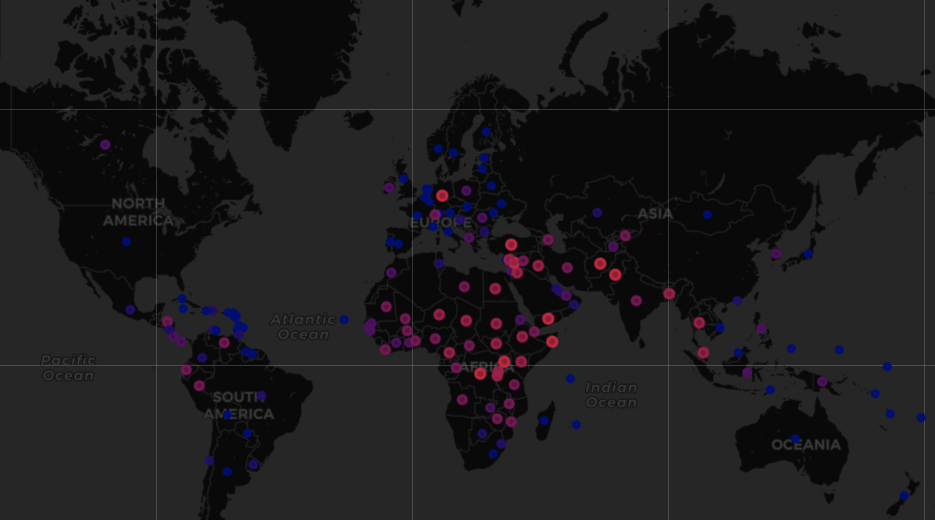 NORTH
AMERICA
EUROPE
ASIA
Atlantic
Ocean
Pacific
Ocean
AFRICA
Indian
Ocean
SOUTH
AMERICA
OCEANIA